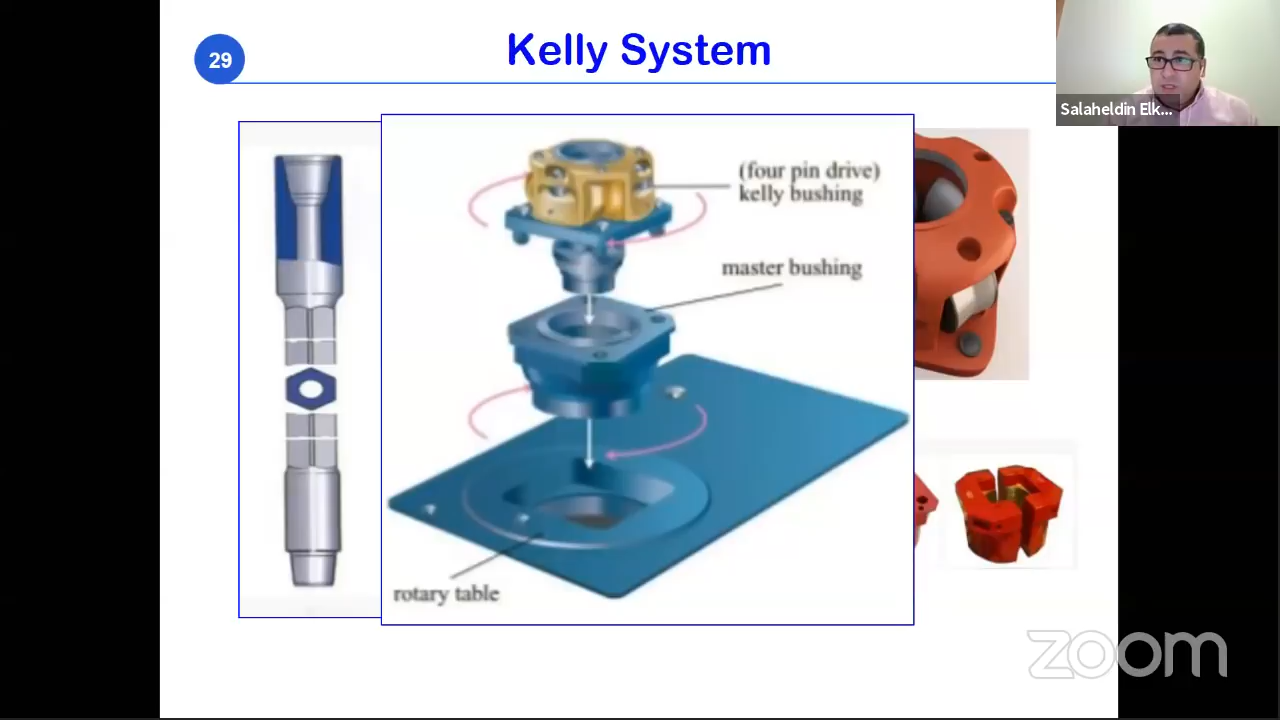 29
Kelly System
Salaheldin Elk...
(four pin drive)
kelly bushing
master bushing
rotary table
zoom